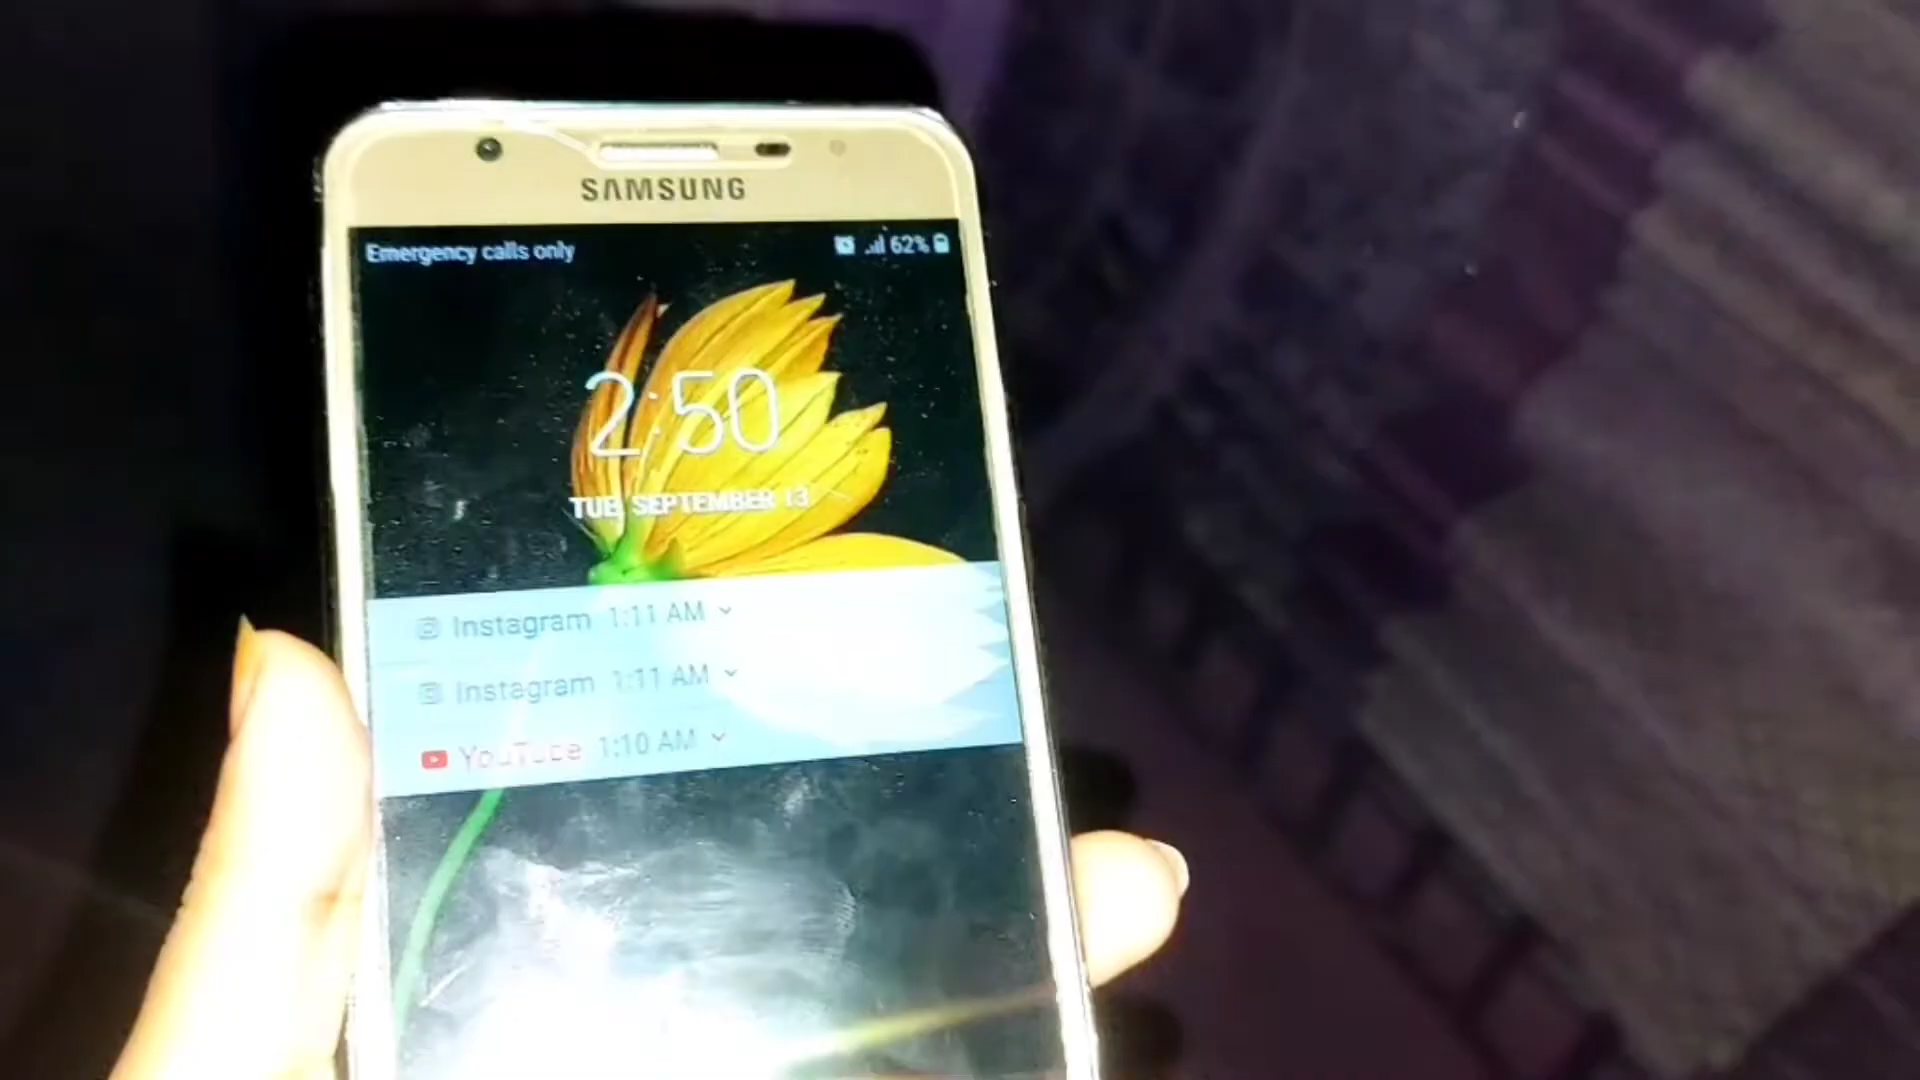 SAMSUNG
Emergency calls only 62%
2:50
TUE, SEPTEMBER 13
Instagram 1:11 AM
Instagram 1:11 AM
YouTube 1:10 AM